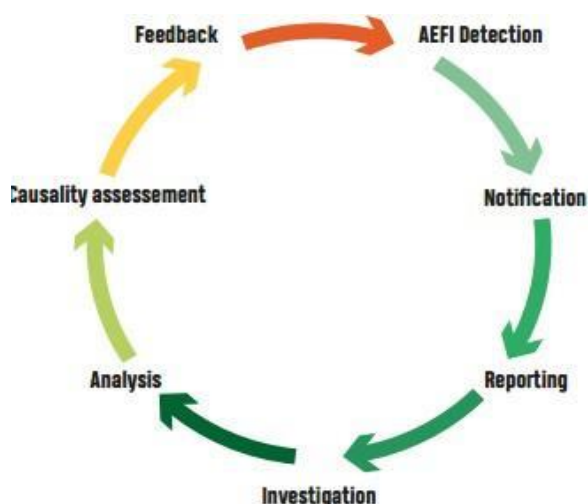 Feedback
AEFI Detection
Notification
Reporting
Investigation
Analysis
Causality assessement